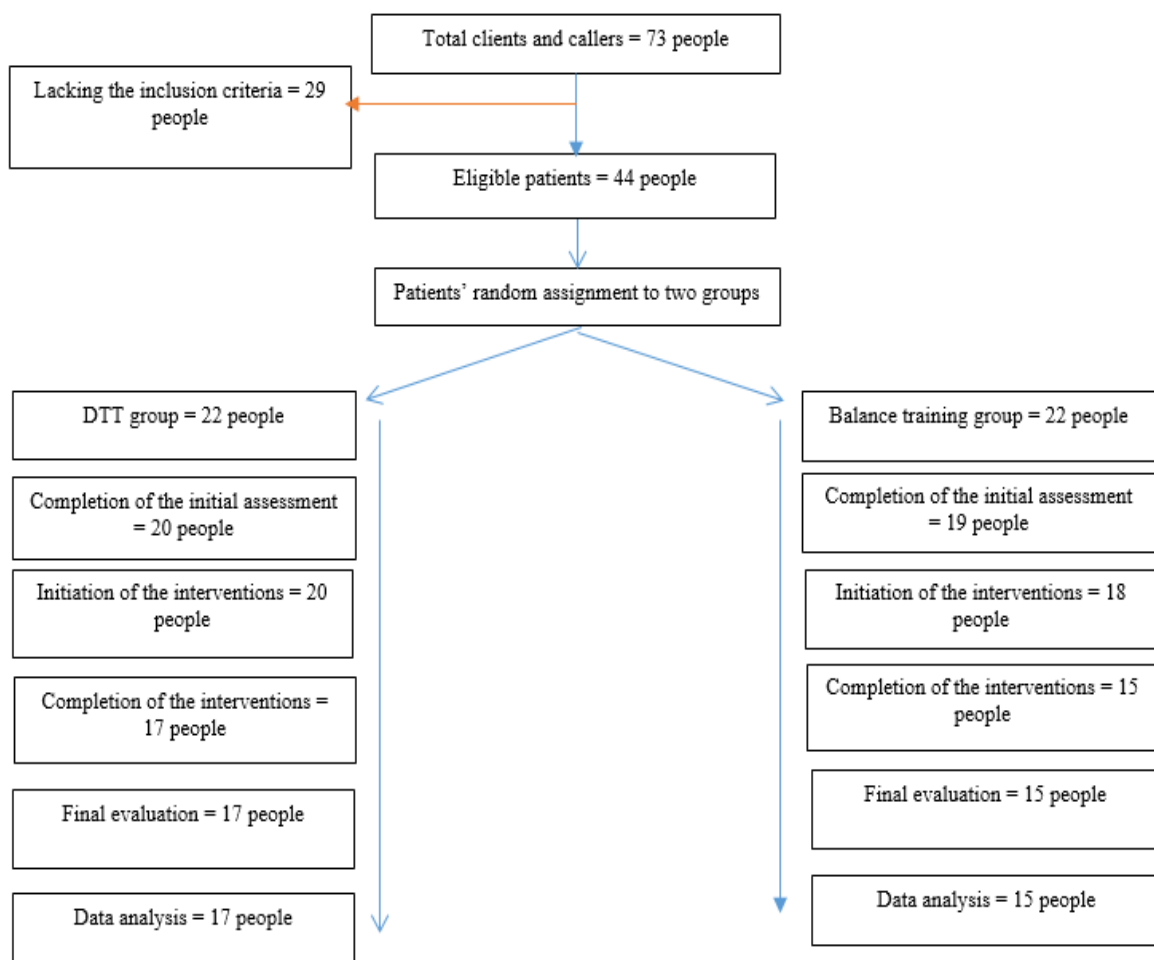 Total clients and callers = 73 people
Lacking the inclusion criteria = 29
people
Eligible patients = 44 people
Patients’ random assignment to two groups
DTT group = 22 people
Completion of the initial assessment
= 20 people
Initiation of the interventions = 20
people
Completion of the interventions =
17 people
Final evaluation = 17 people
Data analysis = 17 people
Balance training group = 22 people
Completion of the initial assessment
= 19 people
Initiation of the interventions = 18
people
Completion of the interventions = 15
people
Final evaluation = 15 people
Data analysis = 15 people